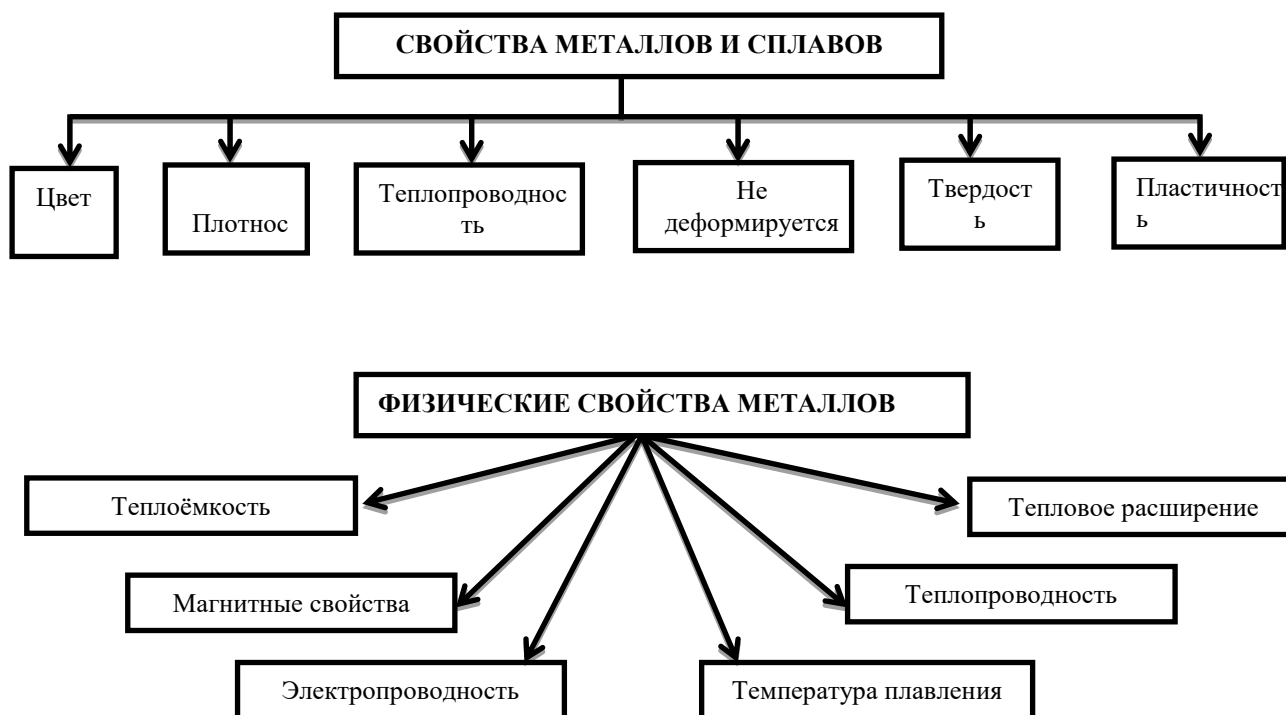 СВОЙСТВА МЕТАЛЛОВ И СПЛАВОВ
Цвет
Плотнос
Теплопроводнос
ть
Не
деформируется
Твердост
ь
Пластичност
ь
ФИЗИЧЕСКИЕ СВОЙСТВА МЕТАЛЛОВ
Теплоёмкость
Тепловое расширение
Магнитные свойства
Теплопроводность
Электропроводность
Температура плавления